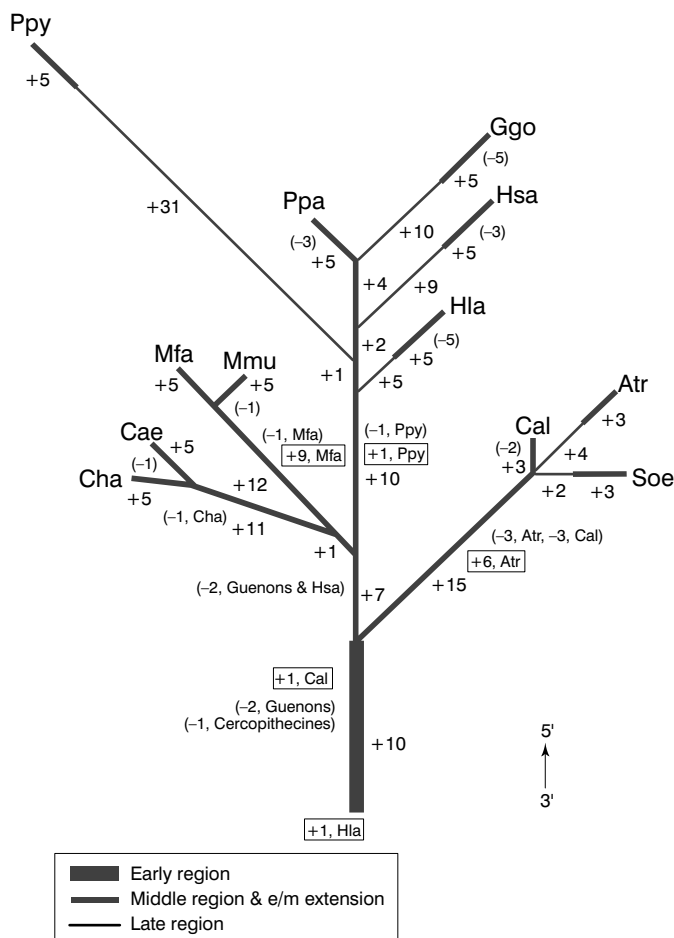 Ppy
+5
Ggo
(−5)
+5
Hsa
Ppa
+31
(−3)
+10
(−3)
+5
+5
+4
+9
Hla
+2
(−5)
Mfa
Mmu
+5
+1
+5
+5
+5
Atr
(−1)
Cal
+3
Cae
(−1, Mfa)
(−1, Ppy)
+5
(−2)
+9, Mfa
+1, Ppy
+4
(−1)
+3
Cha
+12
+10
Soe
+2
+3
+5
(−1, Cha)
+11
(−3, Atr, −3, Cal)
+1
+6, Atr
(−2, Guenons & Hsa)
+7
+15
+1, Cal
(−2, Guenons)
(−1, Cercopithecines)
5'
+10
3'
+1, Hla
Early region
Middle region & e/m extension
Late region